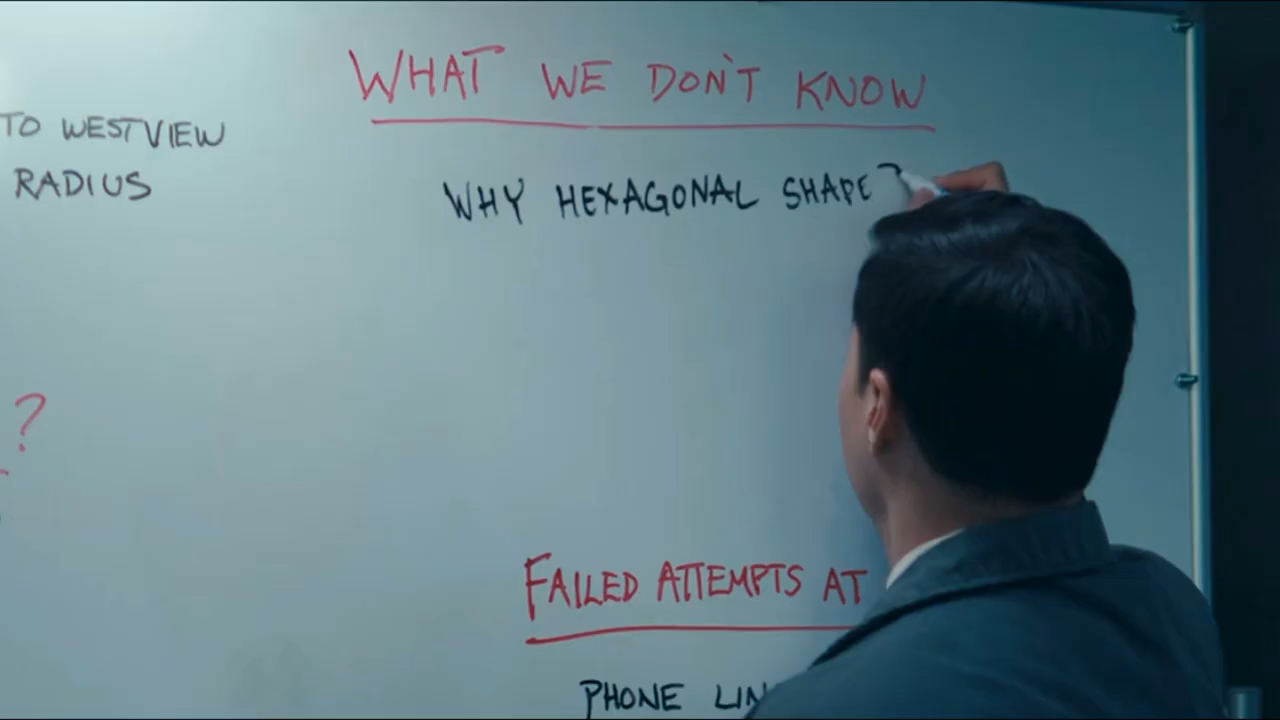 WHAT WE DON'T KNOW
TO WESTVIEW
RADIUS
WHY HEXAGONAL SHAPE?
?
FAILED ATTEMPTS AT
PHONE